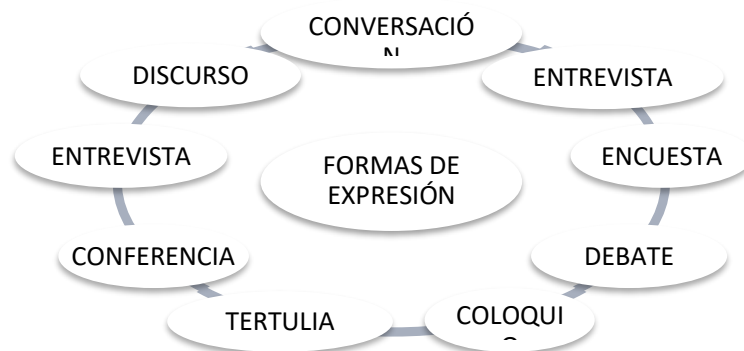 CONVERSACIÓ
N
DISCURSO
ENTREVISTA
ENTREVISTA
ENCUESTA
FORMAS DE
EXPRESIÓN
CONFERENCIA
DEBATE
TERTULIA
COLOQUI
O